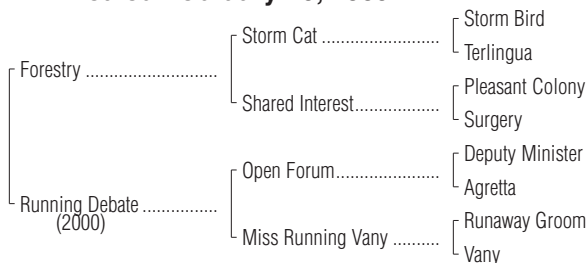 Storm Bird
Storm Cat ........................
Terlingua
Forestry ...................................
Pleasant Colony
Shared Interest......................
Surgery
Deputy Minister
Open Forum..........................
Agretta
Running Debate ....................
(2000)
Runaway Groom
Miss Running Vany ............
Vany